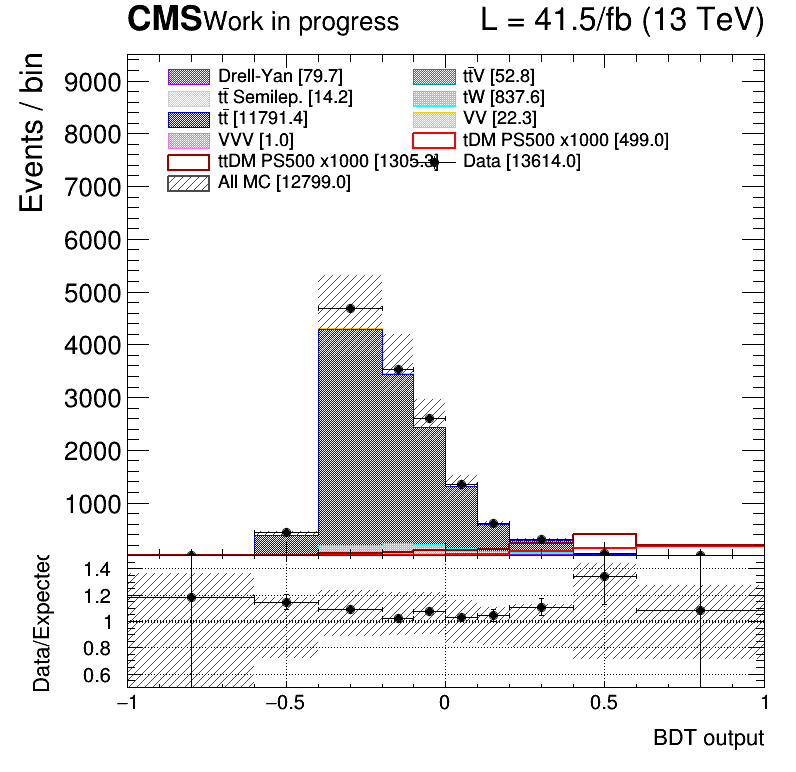 CMS Work in progress L = 41.5/fb (13 TeV)
Events / bin
Drell-Yan [79.7] tt̄V [52.8]
tt̄ Semilep. [14.2] tW [837.6]
tt̄ [11791.4] VV [22.3]
VVV [1.0] tDM PS500 x1000 [499.0]
ttDM PS500 x1000 [1305.3] Data [13614.0]
All MC [12799.0]
9000
8000
7000
6000
5000
4000
3000
2000
1000
Data/Expected
1.4
1.2
1
0.8
0.6
−1 −0.5 0 0.5 1
BDT output